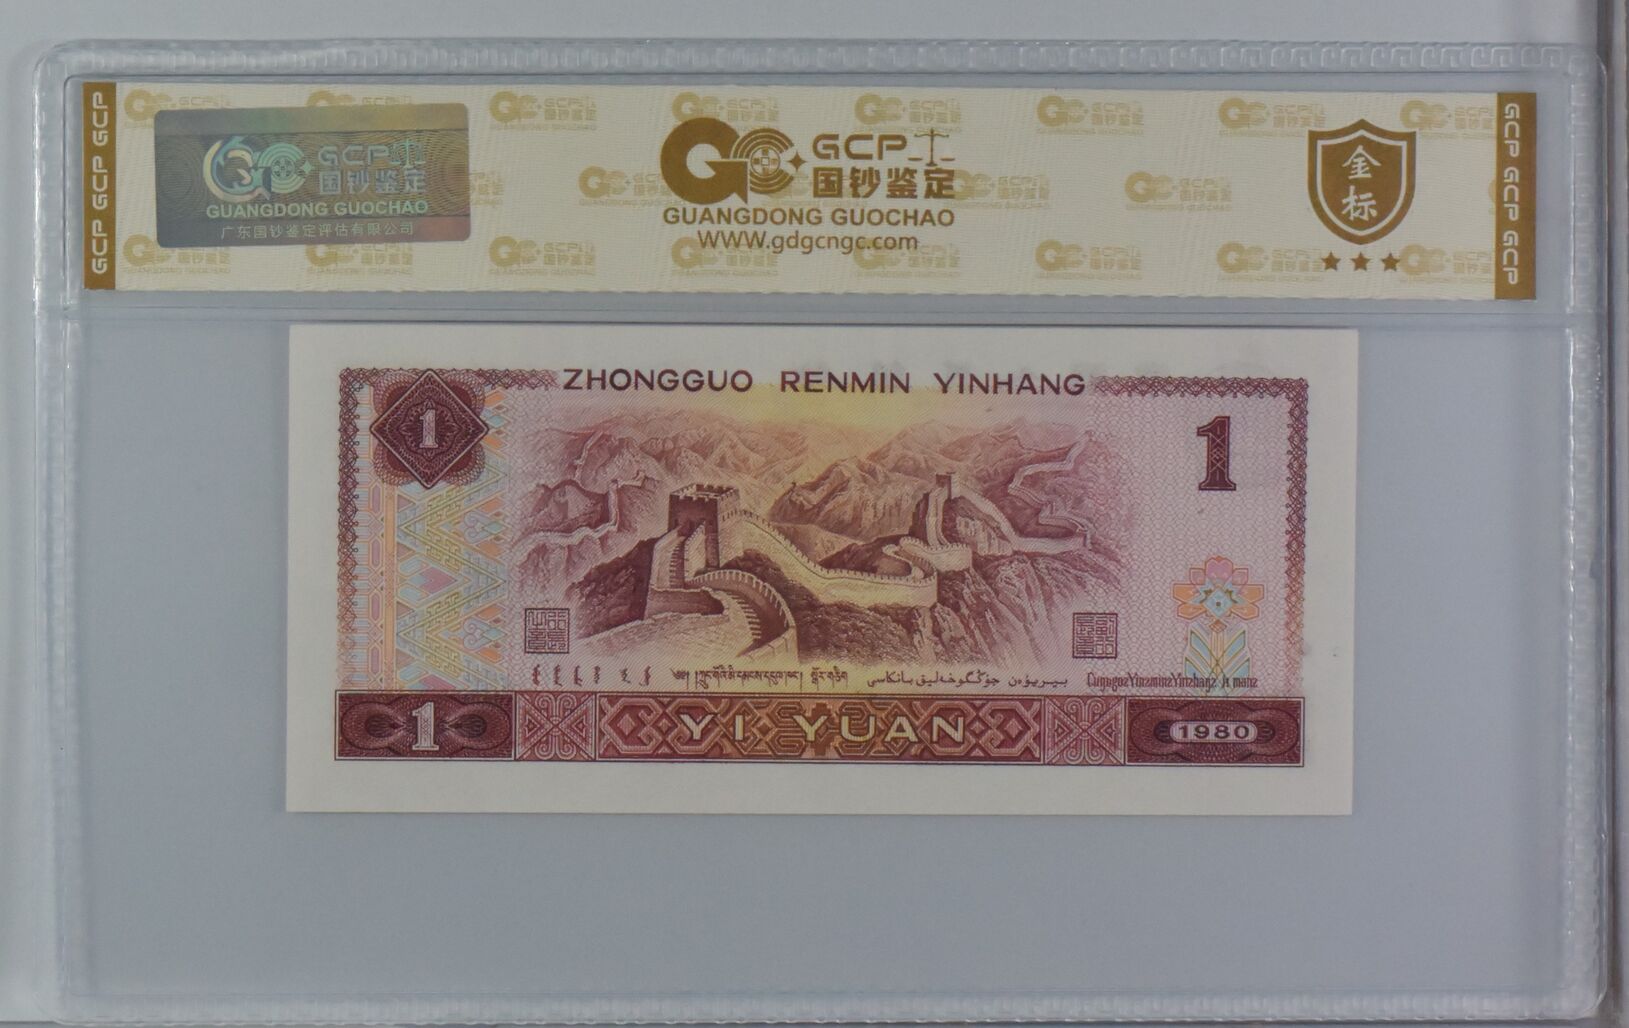 GCP GCP GCP
GCP
国钞鉴定
GUANGDONG GUOCHAO
广东国钞鉴定评估有限公司
GCP
国钞鉴定
GUANGDONG GUOCHAO
WWW.gdgcngc.com
金标
GCP GCP GCP
ZHONGGUO RENMIN YINHANG
1
1
1 YI YUAN 1980